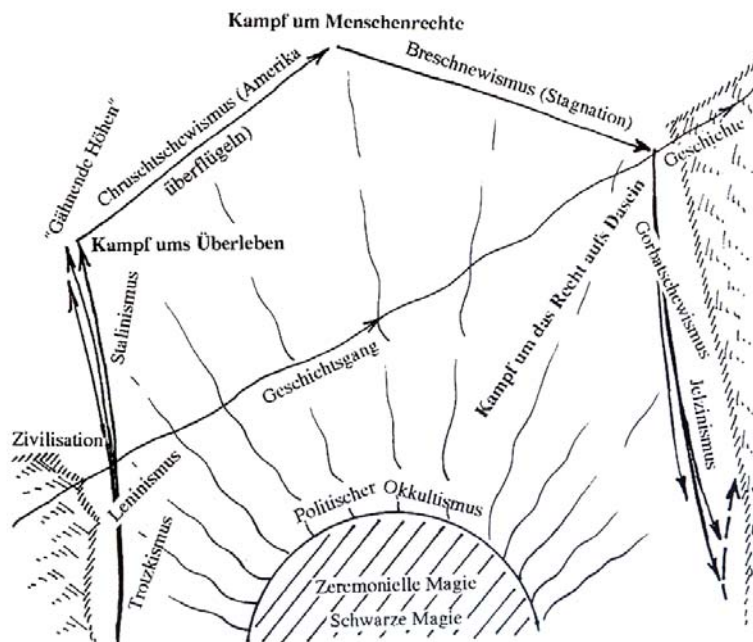 Kampf um Menschenrechte
Breschnewismus (Stagnation)
Chruschtschewismus (Amerika
überflügeln)
"Gähnende Höhen"
Geschichte
Kampf ums Überleben
Stalinismus
Kampf um das Recht aufs Dasein
Gorbatschewismus
Geschichtsgang
Jelzinismus
Zivilisation
Leninismus
Trotzkismus
Politischer Okkultismus
Zeremonielle Magie
Schwarze Magie